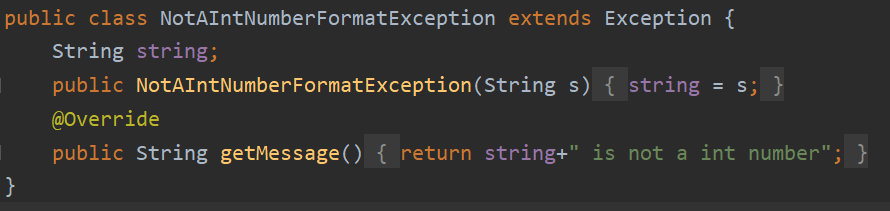 public class NotAIntNumberFormatException extends Exception {
String string;
public NotAIntNumberFormatException(String s) { string = s; }
@Override
public String getMessage() { return string+" is not a int number"; }
}